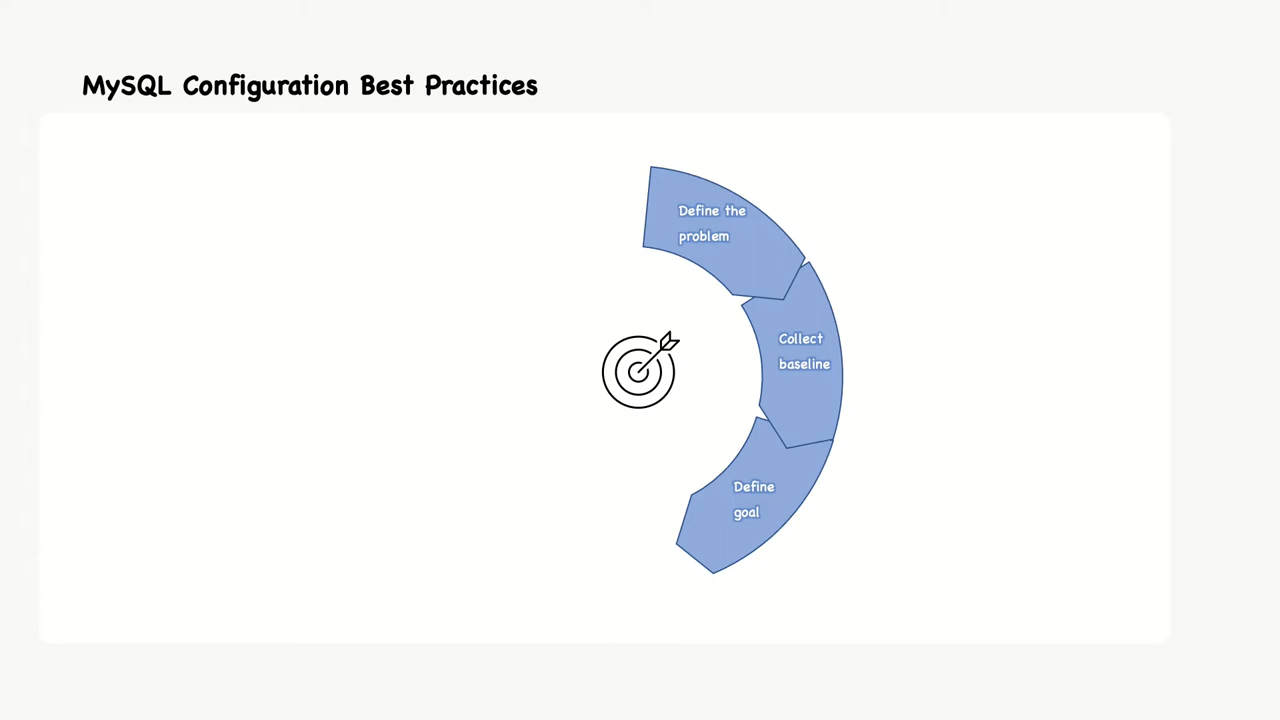 MySQL Configuration Best Practices
Define the
problem
Collect
baseline
Define
goal